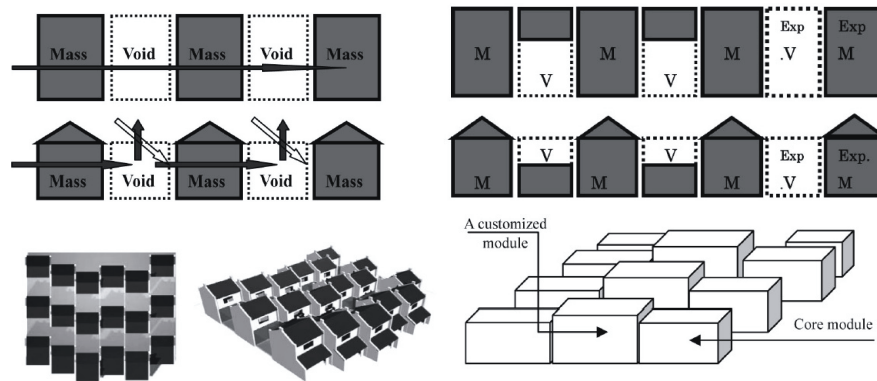 Mass Void Mass Void Mass
Mass Void Mass Void Mass
M V M V M Exp .V Exp M
M V M V M Exp .V Exp. M
A customized
module
Core module